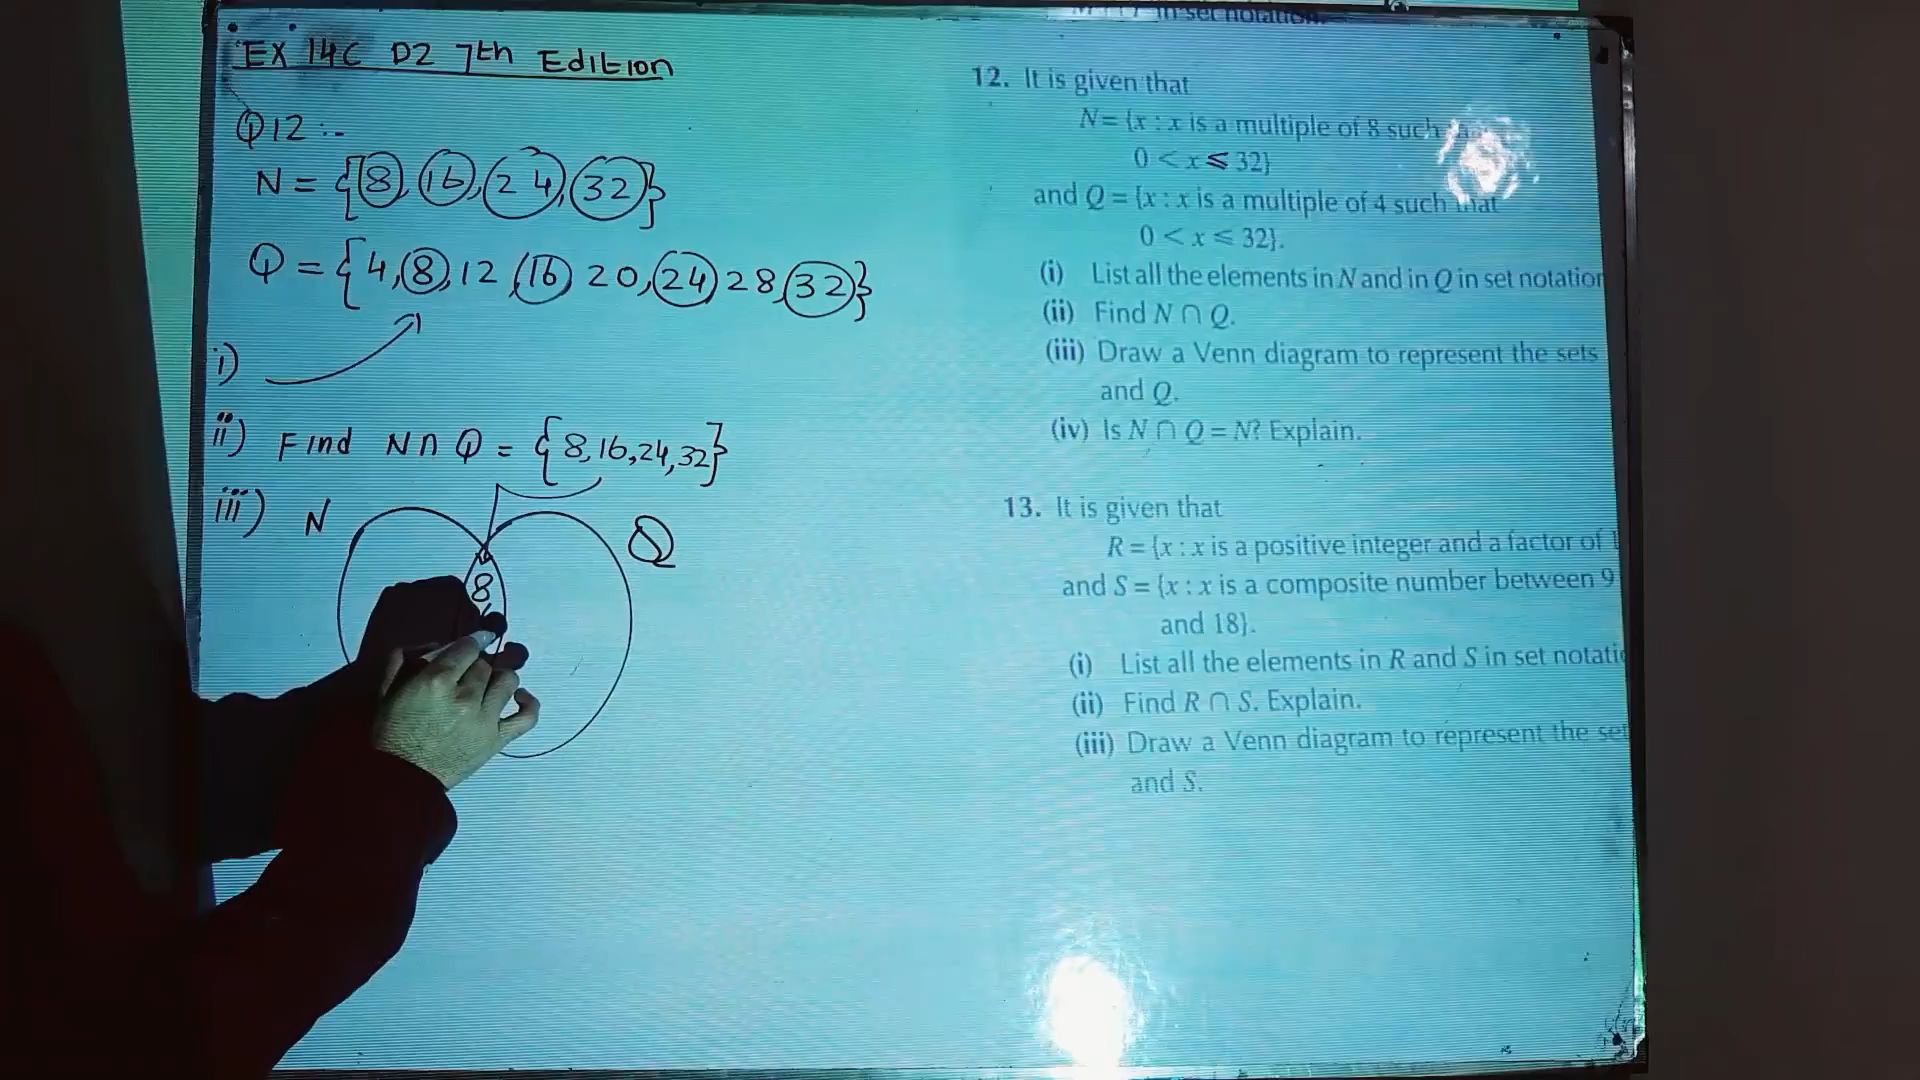 in set notation.
EX 14C D2 7th Edition
Q12 :-
N = {8, 16, 24, 32}
Q = {4, 8, 12, 16 20, 24 28, 32}
i)
ii) Find N ∩ Q = {8, 16, 24, 32}
iii) N Q
8
12. It is given that
N = {x : x is a multiple of 8 such
0 < x ⩽ 32}
and Q = {x : x is a multiple of 4 such that
0 < x ⩽ 32}.
(i) List all the elements in N and in Q in set notation
(ii) Find N ∩ Q.
(iii) Draw a Venn diagram to represent the sets
and Q.
(iv) Is N ∩ Q = N? Explain.
13. It is given that
R = {x : x is a positive integer and a factor of
and S = {x : x is a composite number between 9
and 18}.
(i) List all the elements in R and S in set
(ii) Find R ∩ S. Explain.
(iii) Draw a Venn diagram to represent the
and S.